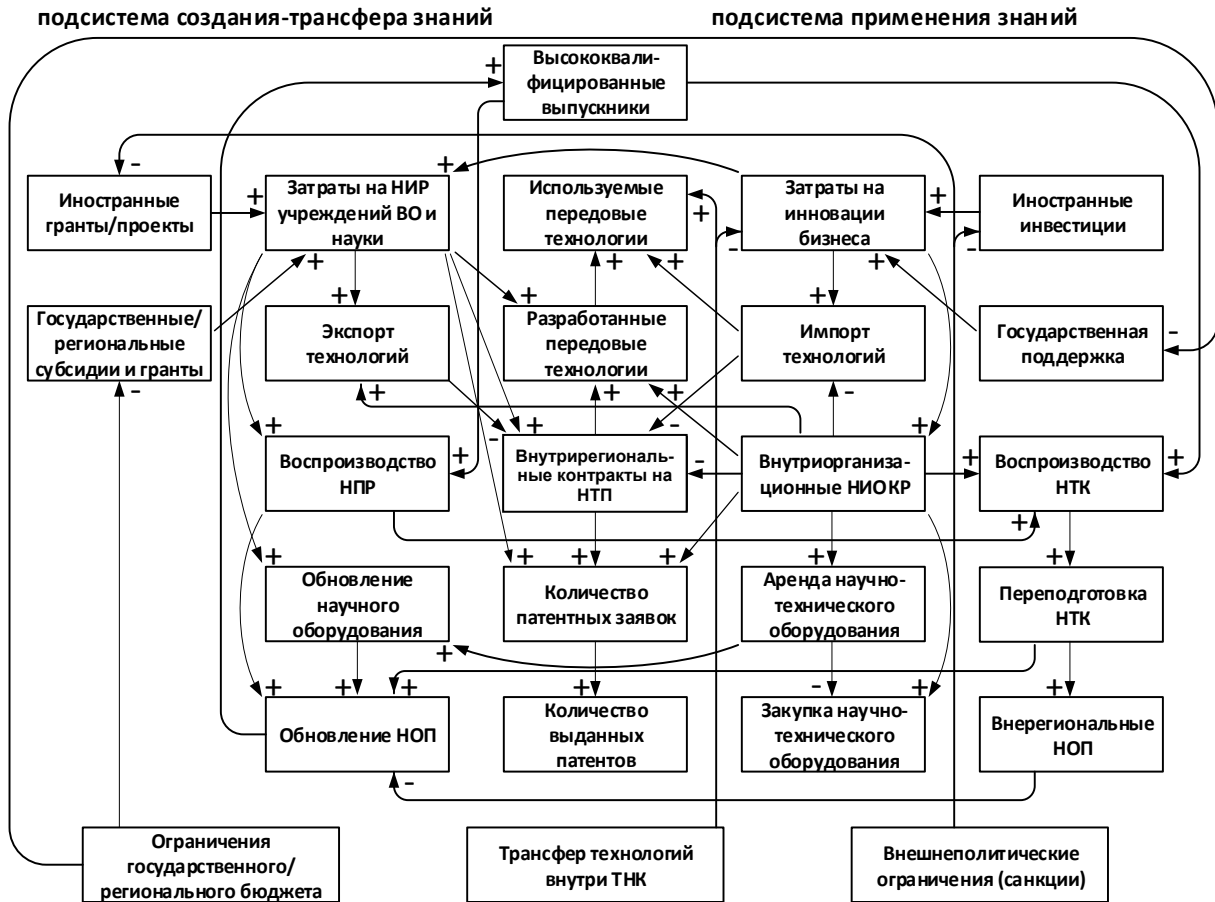 подсистема создания-трансфера знаний
подсистема применения знаний
+
Высококвали-
фицированные
выпускники
-
+
+
Иностранные
гранты/проекты
Затраты на НИР
учреждений ВО и
науки
Используемые
передовые
технологии
+
-
Затраты на
инновации
бизнеса
+
-
Иностранные
инвестиции
+
+
+
+
Государственные/
региональные
субсидии и гранты
-
+
Экспорт
технологий
+
+
Разработанные
передовые
технологии
+
+
+
Импорт
технологий
-
Государственная
поддержка
-
+
Воспроизводство
НПР
+
-
+
-
Внутрирегиональ-
ные контракты на
НТП
-
Внутриорганиза-
ционные НИОКР
+
+
Воспроизводство
НТК
+
+
+
Обновление
научного
оборудования
+
+
+
+
Количество
патентных заявок
+
Аренда научно-
технического
оборудования
+
Переподготовка
НТК
+
+
+
Обновление НОП
-
+
Количество
выданных
патентов
-
+
Закупка научно-
технического
оборудования
+
Внерегиональные
НОП
Ограничения
государственного/
регионального бюджета
Трансфер технологий
внутри ТНК
Внешнеполитические
ограничения (санкции)